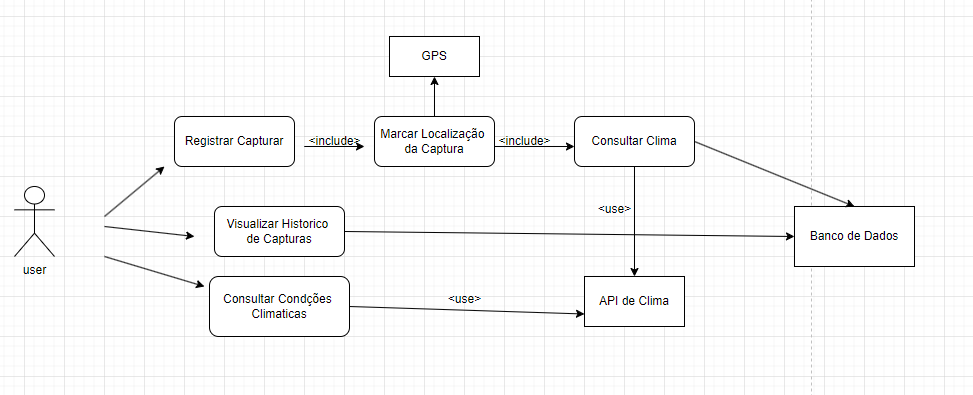 GPS
Registrar Capturar
<include>
Marcar Localização
da Captura
<include>
Consultar Clima
<use>
user
Visualizar Historico
de Capturas
Banco de Dados
Consultar Condções
Climaticas
<use>
API de Clima